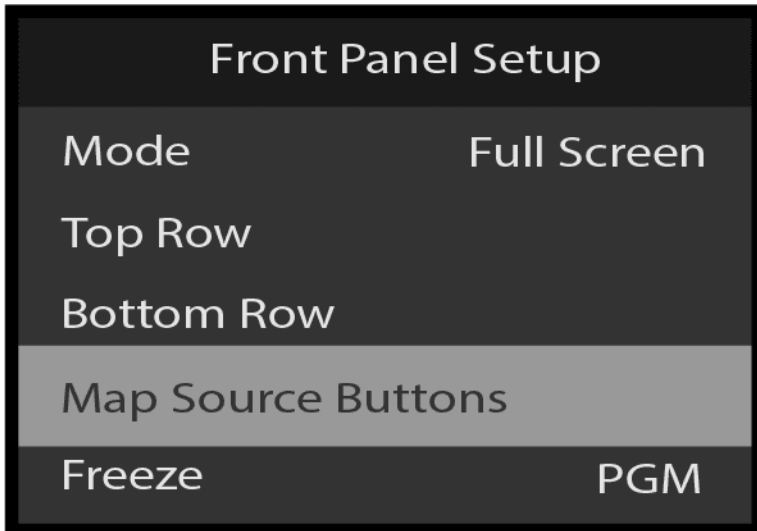 Front Panel Setup
Mode Full Screen
Top Row
Bottom Row
Map Source Buttons
Freeze PGM